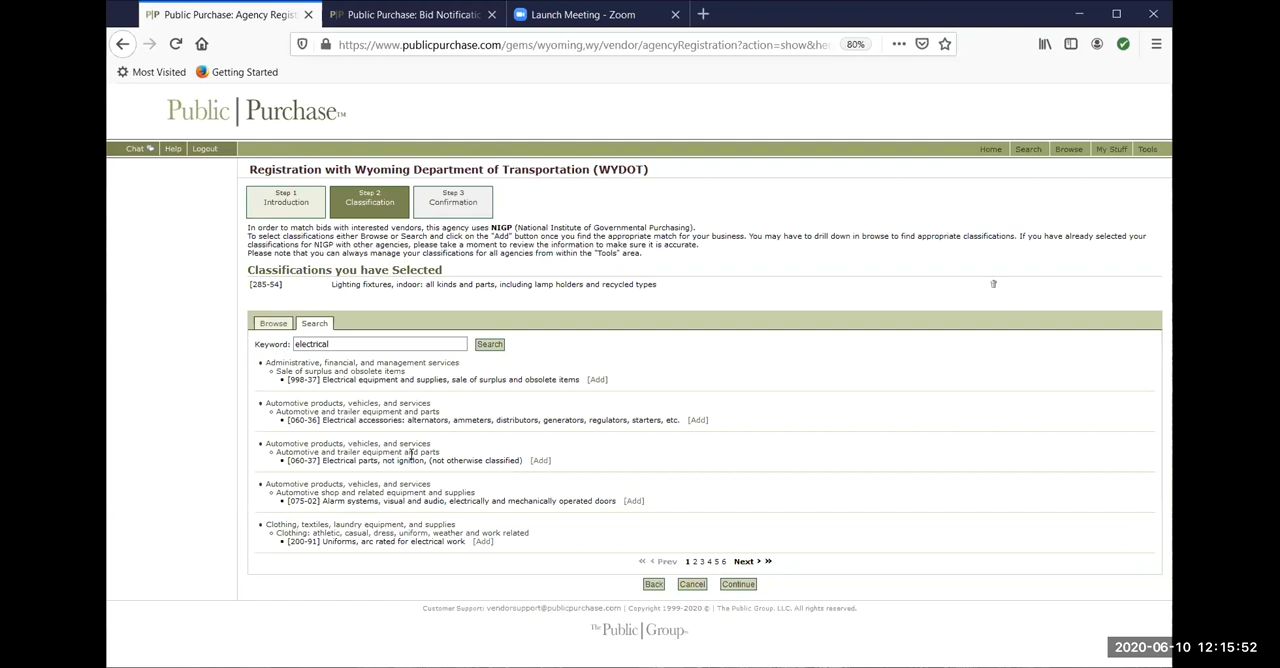 Public Purchase: Agency Regist
Public Purchase: Bid Notificatio
Launch Meeting - Zoom
https://www.publicpurchase.com/gems/wyoming,wy/vendor/agencyRegistration?action=show&he
80%
Most Visited
Getting Started
Public|Purchase TM
Chat
Help
Logout
Home
Search
Browse
My Stuff
Tools
Registration with Wyoming Department of Transportation (WYDOT)
Step 1
Introduction
Step 2
Classification
Step 3
Confirmation
In order to match bids with interested vendors, this agency uses NIGP (National Institute of Governmental Purchasing).
To select classifications either Browse or Search and click on the "Add" button once you find the appropriate match for your business. You may have to drill down in browse to find appropriate classifications. If you have already selected your
classifications for NIGP with other agencies, please take a moment to review the information to make sure it is accurate.
Please note that you can always manage your classifications for all agencies from within the "Tools" area.
Classifications you have Selected
[285-54] Lighting fixtures, indoor: all kinds and parts, including lamp holders and recycled types
Browse
Search
Keyword: electrical Search
Administrative, financial, and management services
Sale of surplus and obsolete items
[998-37] Electrical equipment and supplies, sale of surplus and obsolete items [Add]
Automotive products, vehicles, and services
Automotive and trailer equipment and parts
[060-36] Electrical accessories: alternators, ammeters, distributors, generators, regulators, starters, etc. [Add]
Automotive products, vehicles, and services
Automotive and trailer equipment and parts
[060-37] Electrical parts, not ignition, (not otherwise classified) [Add]
Automotive products, vehicles, and services
Automotive shop and related equipment and supplies
[075-02] Alarm systems, visual and audio, electrically and mechanically operated doors [Add]
Clothing, textiles, laundry equipment, and supplies
Clothing: athletic, casual, dress, uniform, weather and work related
[200-91] Uniforms, arc rated for electrical work [Add]
<< < Prev 1 2 3 4 5 6 Next > >>
Back
Cancel
Continue
Customer Support: vendorsupport@publicpurchase.com | Copyright 1999-2020 © | The Public Group, LLC. All rights reserved.
The Public|Group
2020-06-10 12:15:52